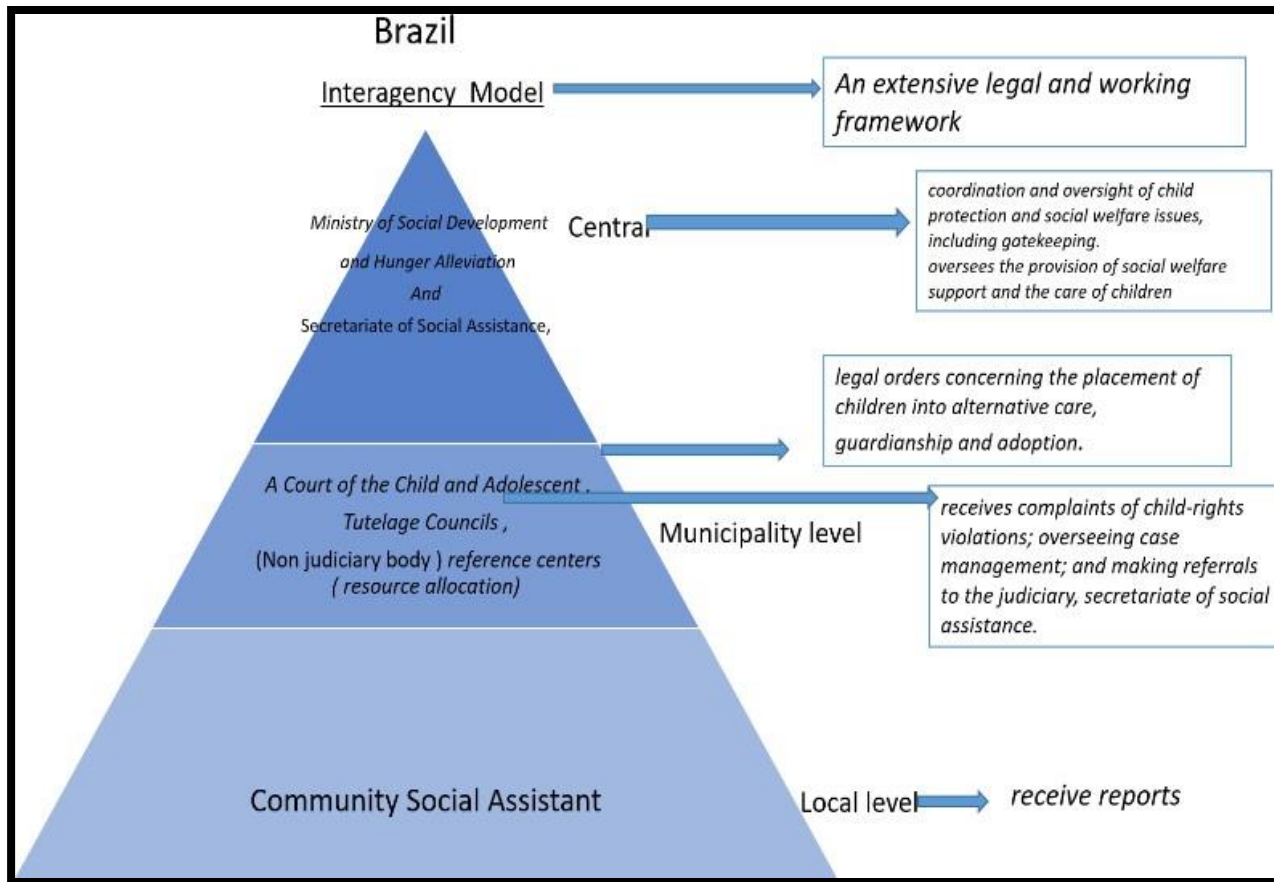 Brazil
Interagency Model
An extensive legal and working
framework
Ministry of Social Development
and Hunger Alleviation
And
Secretariate of Social Assistance,
Central
coordination and oversight of child
protection and social welfare issues,
including gatekeeping.
oversees the provision of social welfare
support and the care of children
legal orders concerning the placement of
children into alternative care,
guardianship and adoption.
A Court of the Child and Adolescent .
Tutelage Councils ,
(Non judiciary body ) reference centers
( resource allocation)
Municipality level
receives complaints of child-rights
violations; overseeing case
management; and making referrals
to the judiciary, secretariate of social
assistance.
Community Social Assistant
Local level
receive reports